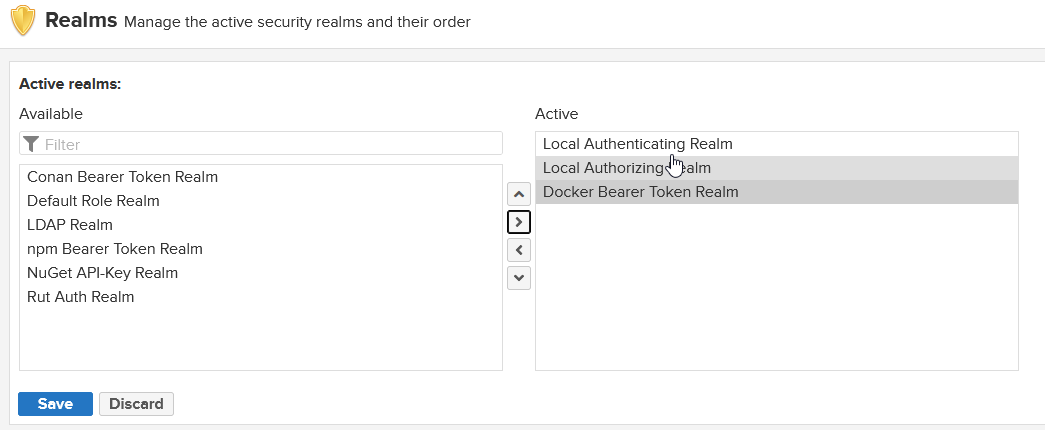 Realms Manage the active security realms and their order
Active realms:
Available
Filter
Conan Bearer Token Realm
Default Role Realm
LDAP Realm
npm Bearer Token Realm
NuGet API-Key Realm
Rut Auth Realm
Active
Local Authenticating Realm
Local Authorizing Realm
Docker Bearer Token Realm
Save
Discard